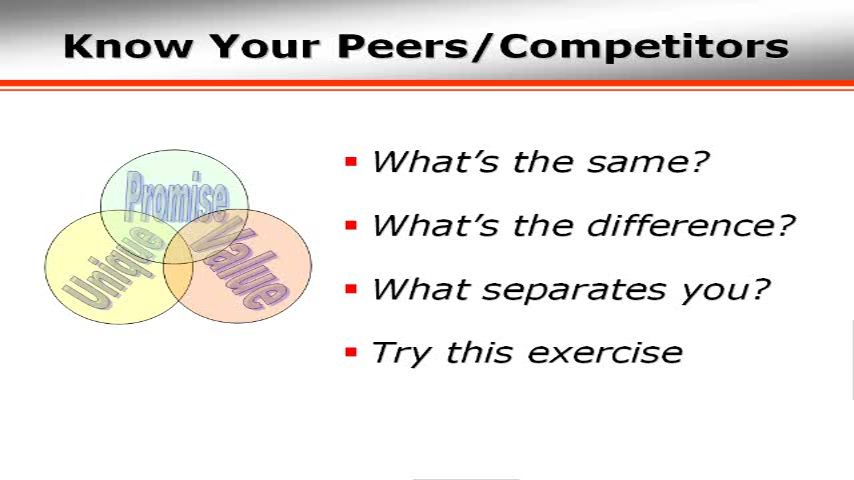 Know Your Peers/Competitors
Promise
Unique
Value
What's the same?
What's the difference?
What separates you?
Try this exercise